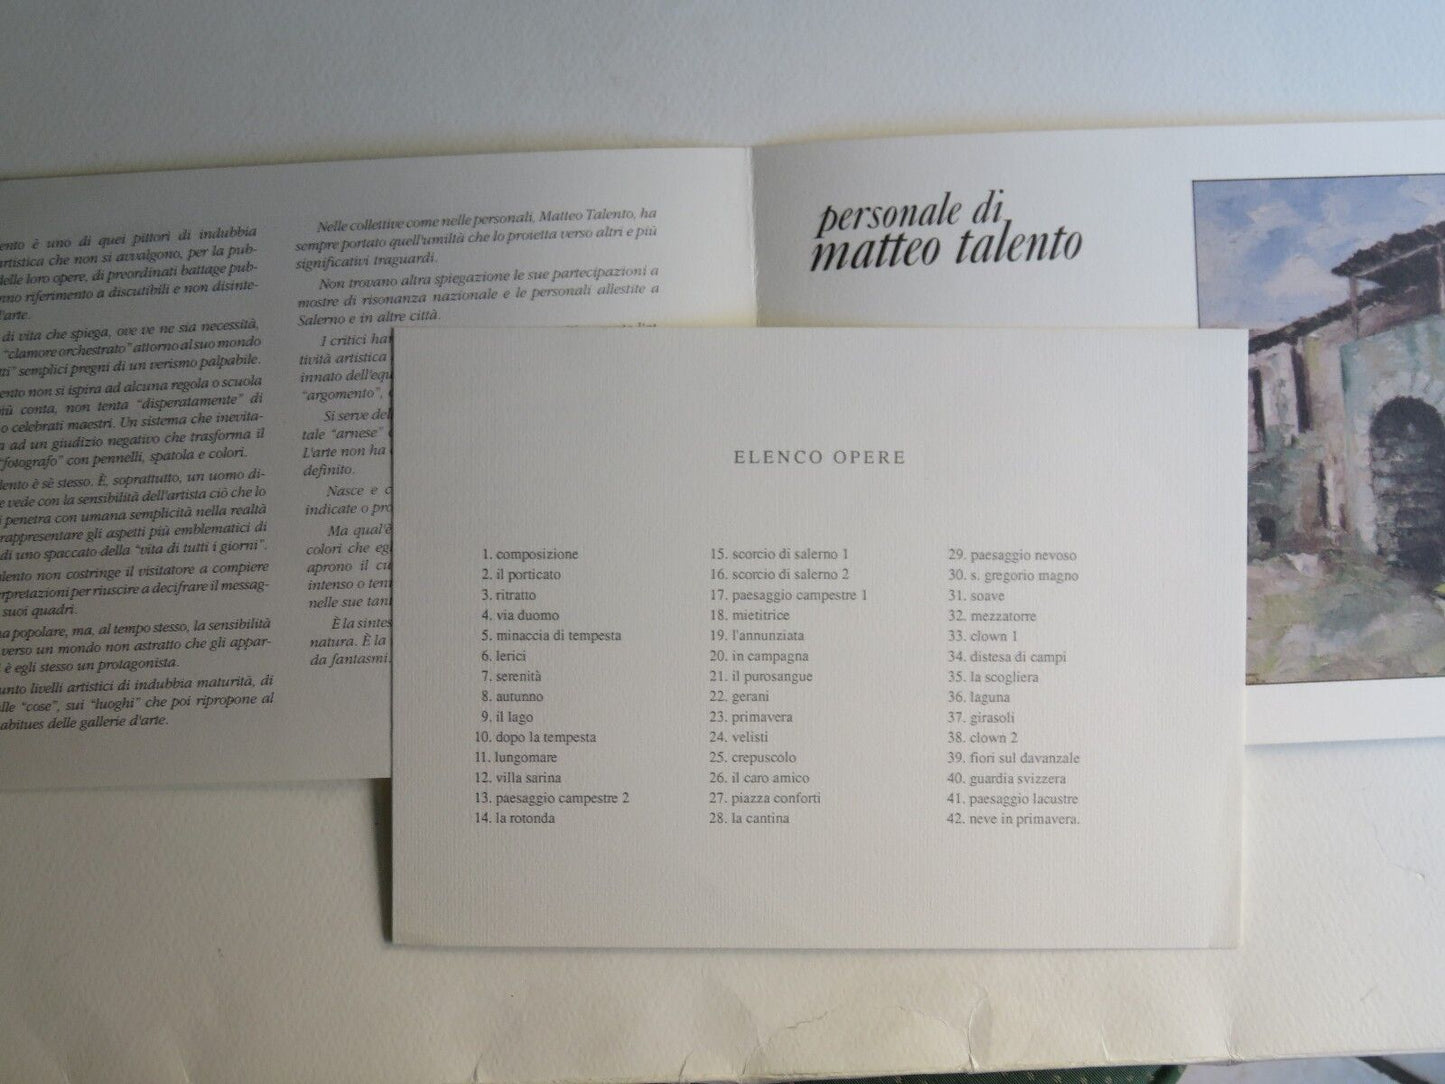 ento è uno di quei pittori di indubbia
artistica che non si avvalgono, per la pub-
delle loro opere, di preordinati battage pub-
nno riferimento a discutibili e non disinte-
l'arte.
di vita che spiega, ove ve ne sia necessità,
"clamore orchestrato" attorno al suo mondo
tti" semplici pregni di un verismo palpabile.
ento non si ispira ad alcuna regola o scuola
iù conta, non tenta "disperatamente" di
o celebrati maestri. Un sistema che inevita-
a ad un giudizio negativo che trasforma il
"fotografo" con pennelli, spatola e colori.
lento è sè stesso. È, soprattutto, un uomo di-
e vede con la sensibilità dell'artista ciò che lo
i penetra con umana semplicità nella realtà
rappresentare gli aspetti più emblematici di
di uno spaccato della "vita di tutti i giorni".
alento non costringe il visitatore a compiere
erpretazioni per riuscire a decifrare il messag-
suoi quadri.
na popolare, ma, al tempo stesso, la sensibilità
verso un mondo non astratto che gli appar-
i è egli stesso un protagonista.
unto livelli artistici di indubbia maturità, di
lle "cose", sui "luoghi" che poi ripropone al
abitues delle gallerie d'arte.
Nelle collettive come nelle personali, Matteo Talento, ha
sempre portato quell'umiltà che lo proietta verso altri e più
significativi traguardi.
Non trovano altra spiegazione le sue partecipazioni a
mostre di risonanza nazionale e le personali allestite a
Salerno e in altre città.
I critici ha
tività artistica
innato dell'equ
"argomento",
Si serve del
tale "arnese"
L'arte non ha
definito.
Nasce e c
indicate o pro
Ma qual'è
colori che egl
aprono il cu
intenso o ten
nelle sue tan
È la sintes
natura. È la
da fantasmi.
personale di
matteo talento
ELENCO OPERE
1. composizione
2. il porticato
3. ritratto
4. via duomo
5. minaccia di tempesta
6. lerici
7. serenità
8. autunno
9. il lago
10. dopo la tempesta
11. lungomare
12. villa sarina
13. paesaggio campestre 2
14. la rotonda
15. scorcio di salerno 1
16. scorcio di salerno 2
17. paesaggio campestre 1
18. mietitrice
19. l'annunziata
20. in campagna
21. il purosangue
22. gerani
23. primavera
24. velisti
25. crepuscolo
26. il caro amico
27. piazza conforti
28. la cantina
29. paesaggio nevoso
30. s. gregorio magno
31. soave
32. mezzatorre
33. clown 1
34. distesa di campi
35. la scogliera
36. laguna
37. girasoli
38. clown 2
39. fiori sul davanzale
40. guardia svizzera
41. paesaggio lacustre
42. neve in primavera.